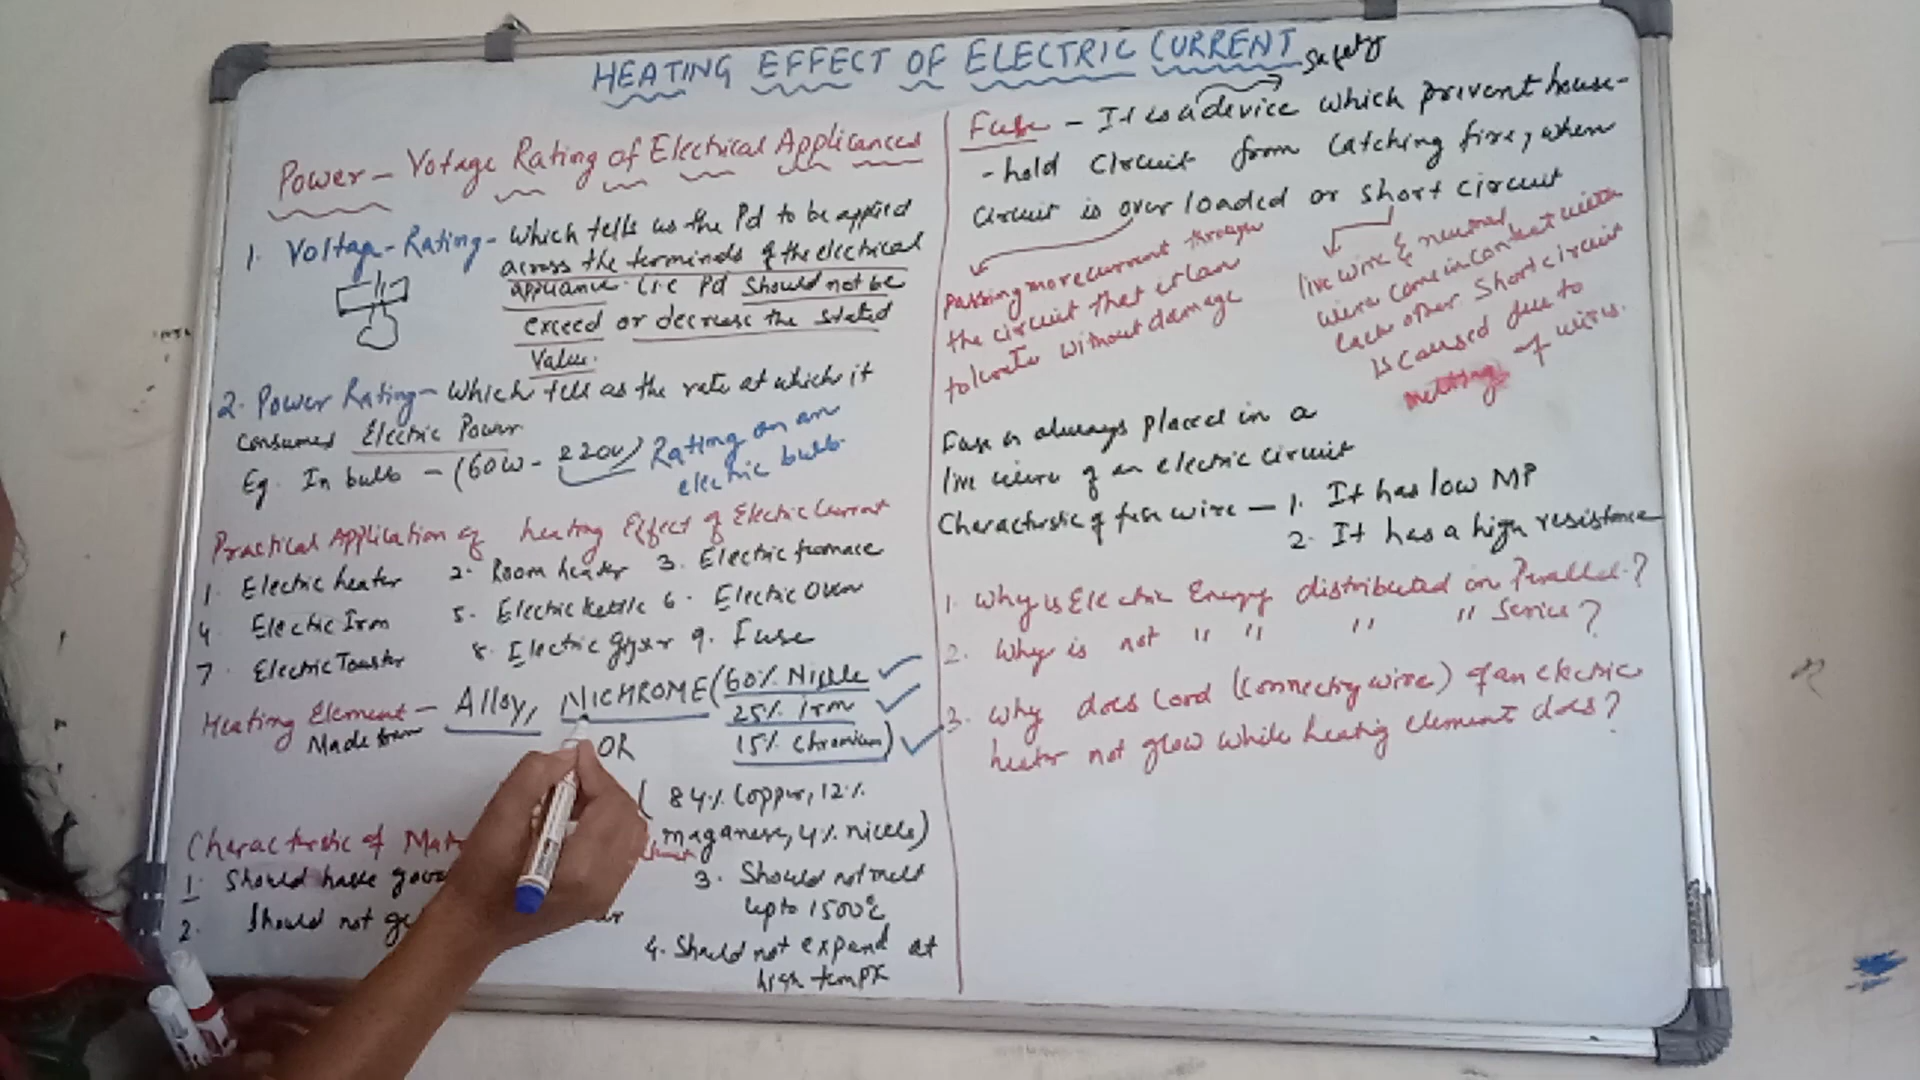 HEATING EFFECT OF ELECTRIC CURRENT
Power - Votage Rating of Electrical Appliances
1. Voltage-Rating- Which tells us the Pd to be applied
across the terminals of the electrical
appliance. i.e Pd should not be
exceed or decrease the stated
Value.
2. Power Rating- Which tell as the rate at which it
Consumed Electric Power
Eg. In bulb - (60W - 220V) Rating on an
electric bulb.
Practical Application of heating Effect of Electric Current
1. Electric heater 2. Room heater 3. Electric furnace
4 Electric Iron 5. Electric kettle 6. Electric Oven
7. Electric Toaster 8. Electric Gyser 9. Fuse
Heating Element - Alloy, NICHROME (60% Nickle
Made from 25% iron
OR 15% Chromium)
( 84% Copper, 12%
maganese, 4% nickle)
Characteristic of Mat
1. Should have good
2. Should not ge
3. Should not melt
upto 1500°C
4. Should not expend at
high temp
safety
Fuse - It is a device which prevent house-
-hold Circuit from Catching fire, when
Circuit is over loaded or short circuit
Passing more current through
the circuit that it can
tolerate without damage
live wire & neutral
wire come in contact with
each other. Short circuit
is caused due to
melting of wires.
Fuse is always placed in a
live wire of an electric circuit
Characterstic of fuse wire - 1. It has low MP
2. It has a high resistance
1. Why is Electric Energy distributed in Parallel?
2. Why is not " " " " Series?
3. Why does Cord (Connecting wire) of an electric
heater not glow while heating element does?